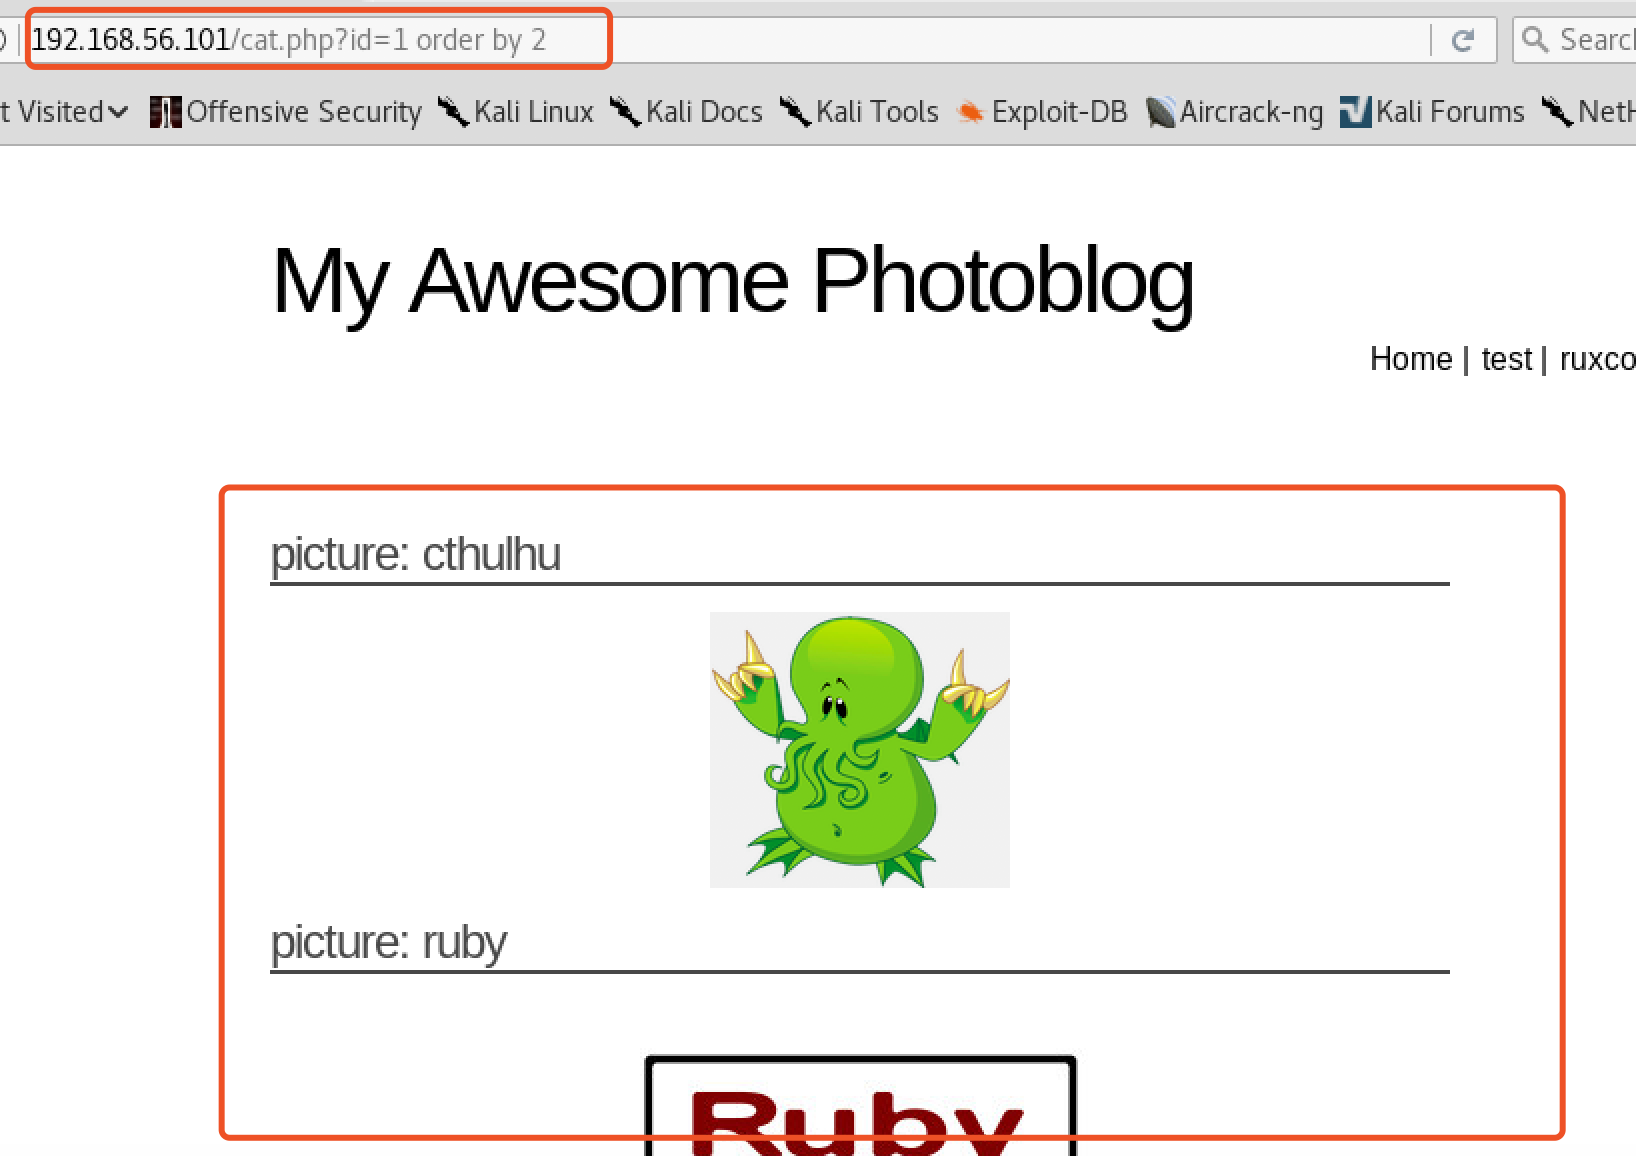 192.168.56.101/cat.php?id=1 order by 2
Search
t Visited Offensive Security Kali Linux Kali Docs Kali Tools Exploit-DB Aircrack-ng Kali Forums NetH
My Awesome Photoblog
Home | test | ruxco
picture: cthulhu
picture: ruby
Ruby